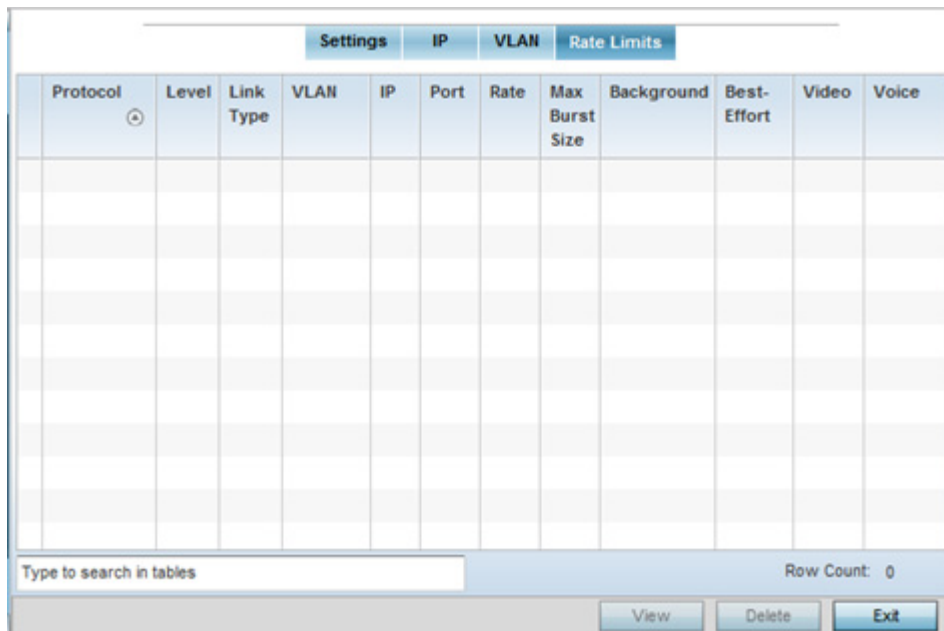 Settings IP VLAN Rate Limits
Protocol Level Link Type VLAN IP Port Rate Max Burst Size Background Best-Effort Video Voice
Type to search in tables Row Count: 0
View Delete Exit